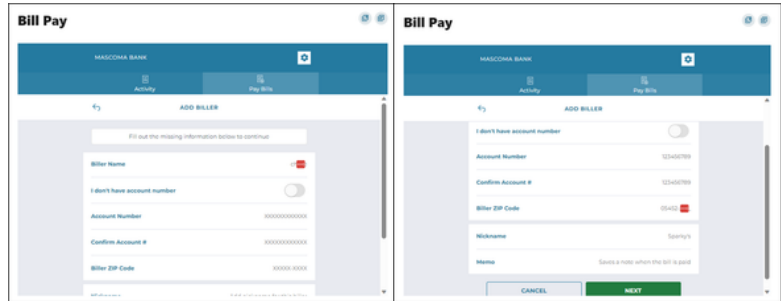 Bill Pay
MASCOMA BANK
Activity
Pay Bills
ADD BILLER
Fill out the missing information below to continue
Biller Name
I don't have account number
Account Number XXXXXXXXXXXX
Confirm Account # XXXXXXXXXXXX
Biller ZIP Code XXXXX-XXXX
Bill Pay
MASCOMA BANK
Activity
Pay Bills
ADD BILLER
I don't have account number
Account Number 123456789
Confirm Account # 123456789
Biller ZIP Code 05452
Nickname Sparky's
Memo Saves a note when the bill is paid
CANCEL NEXT